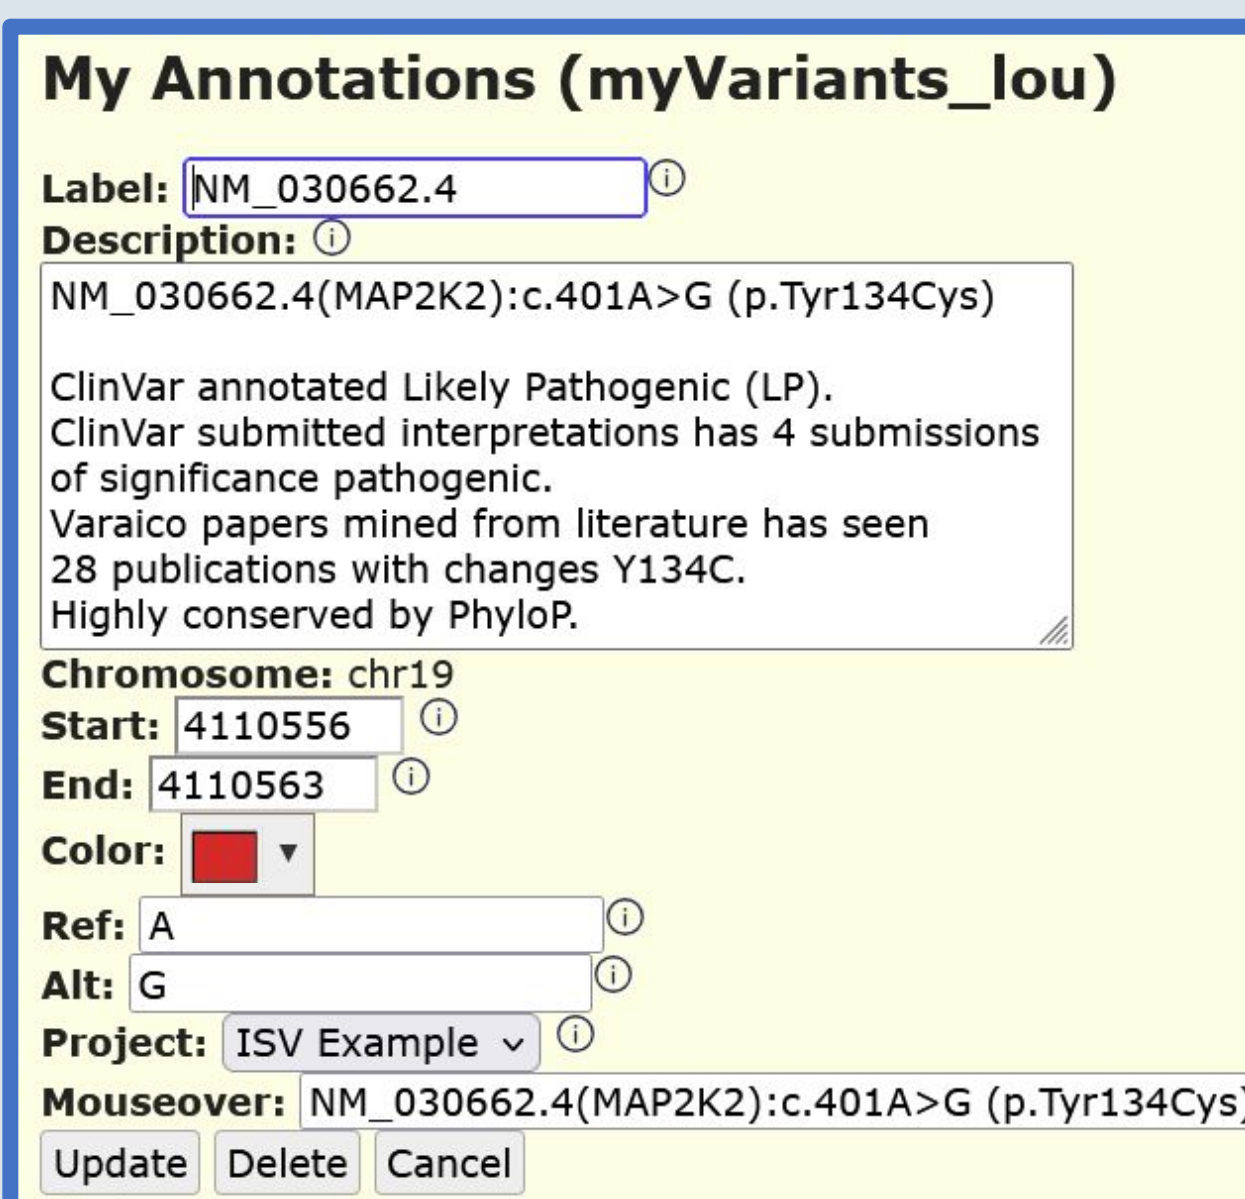 My Annotations (myVariants_lou)
Label: NM_030662.4
Description:
NM_030662.4(MAP2K2):c.401A>G (p.Tyr134Cys)
ClinVar annotated Likely Pathogenic (LP).
ClinVar submitted interpretations has 4 submissions
of significance pathogenic.
Varaico papers mined from literature has seen
28 publications with changes Y134C.
Highly conserved by PhyloP.
Chromosome: chr19
Start: 4110556
End: 4110563
Color:
Ref: A
Alt: G
Project: ISV Example
Mouseover: NM_030662.4(MAP2K2):c.401A>G (p.Tyr134Cys)
Update Delete Cancel